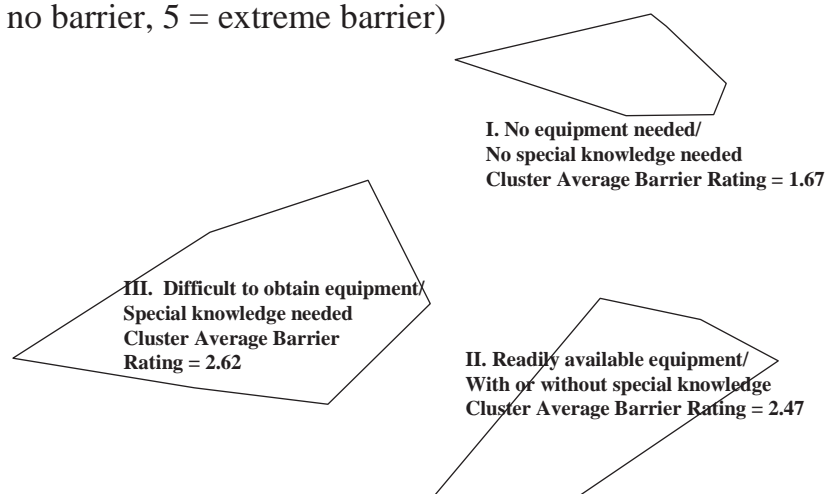 no barrier, 5 = extreme barrier)
I. No equipment needed/
No special knowledge needed
Cluster Average Barrier Rating = 1.67
III.  Difficult to obtain equipment/
Special knowledge needed
Cluster Average Barrier
Rating = 2.62
II. Readily available equipment/
With or without special knowledge
Cluster Average Barrier Rating = 2.47